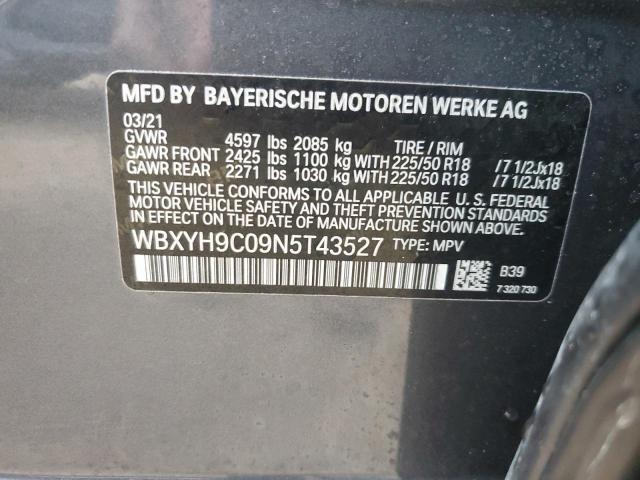 MFD BY BAYERISCHE MOTOREN WERKE AG
03/21
GVWR 4597 lbs 2085 kg TIRE / RIM
GAWR FRONT 2425 lbs 1100 kg WITH 225/50 R18 /7 1/2Jx18
GAWR REAR 2271 lbs 1030 kg WITH 225/50 R18 /7 1/2Jx18
THIS VEHICLE CONFORMS TO ALL APPLICABLE U. S. FEDERAL
MOTOR VEHICLE SAFETY, BUMPER, AND THEFT PREVENTION
STANDARDS IN EFFECT ON THE DATE OF MANUFACTURE SHOWN ABOVE.
WBXYH9C09N5T43527 TYPE: MPV
B39
7 320 730